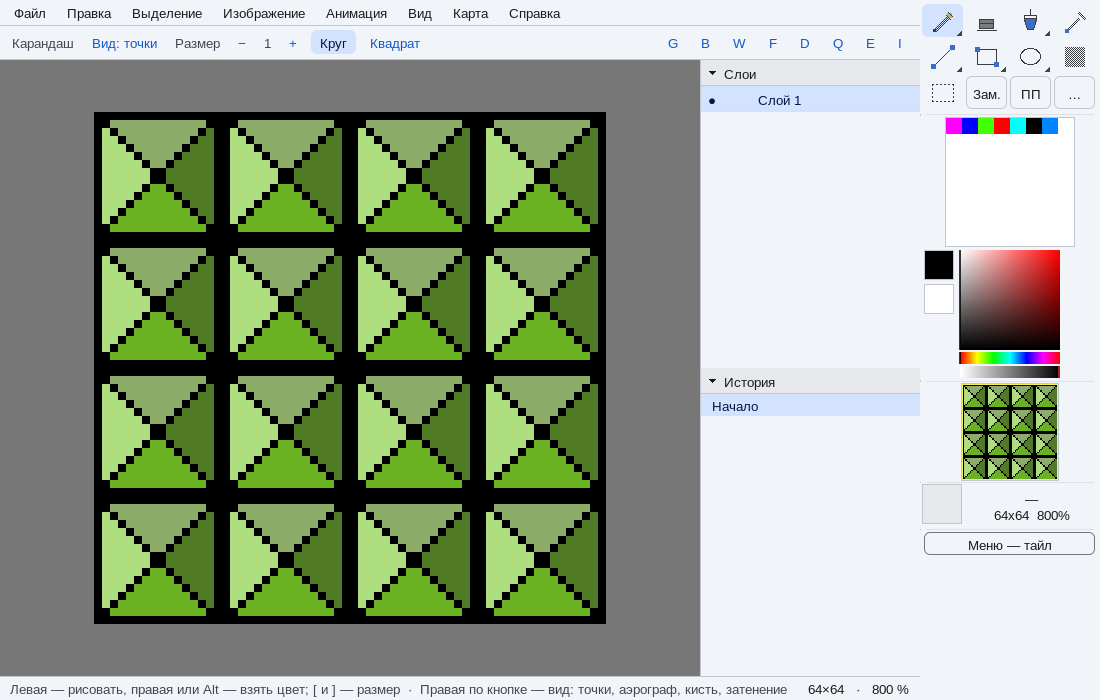 Файл Правка Выделение Изображение Анимация Вид Карта Справка
Карандаш Вид: точки Размер − 1 + Круг Квадрат G B W F D Q E I
Слои
● Слой 1
История
Начало
Зам. ПП ...
—
64x64 800%
Меню — тайл
Левая — рисовать, правая или Alt — взять цвет; [ и ] — размер · Правая по кнопке — вид: точки, аэрограф, кисть, затенение 64×64 · 800 %